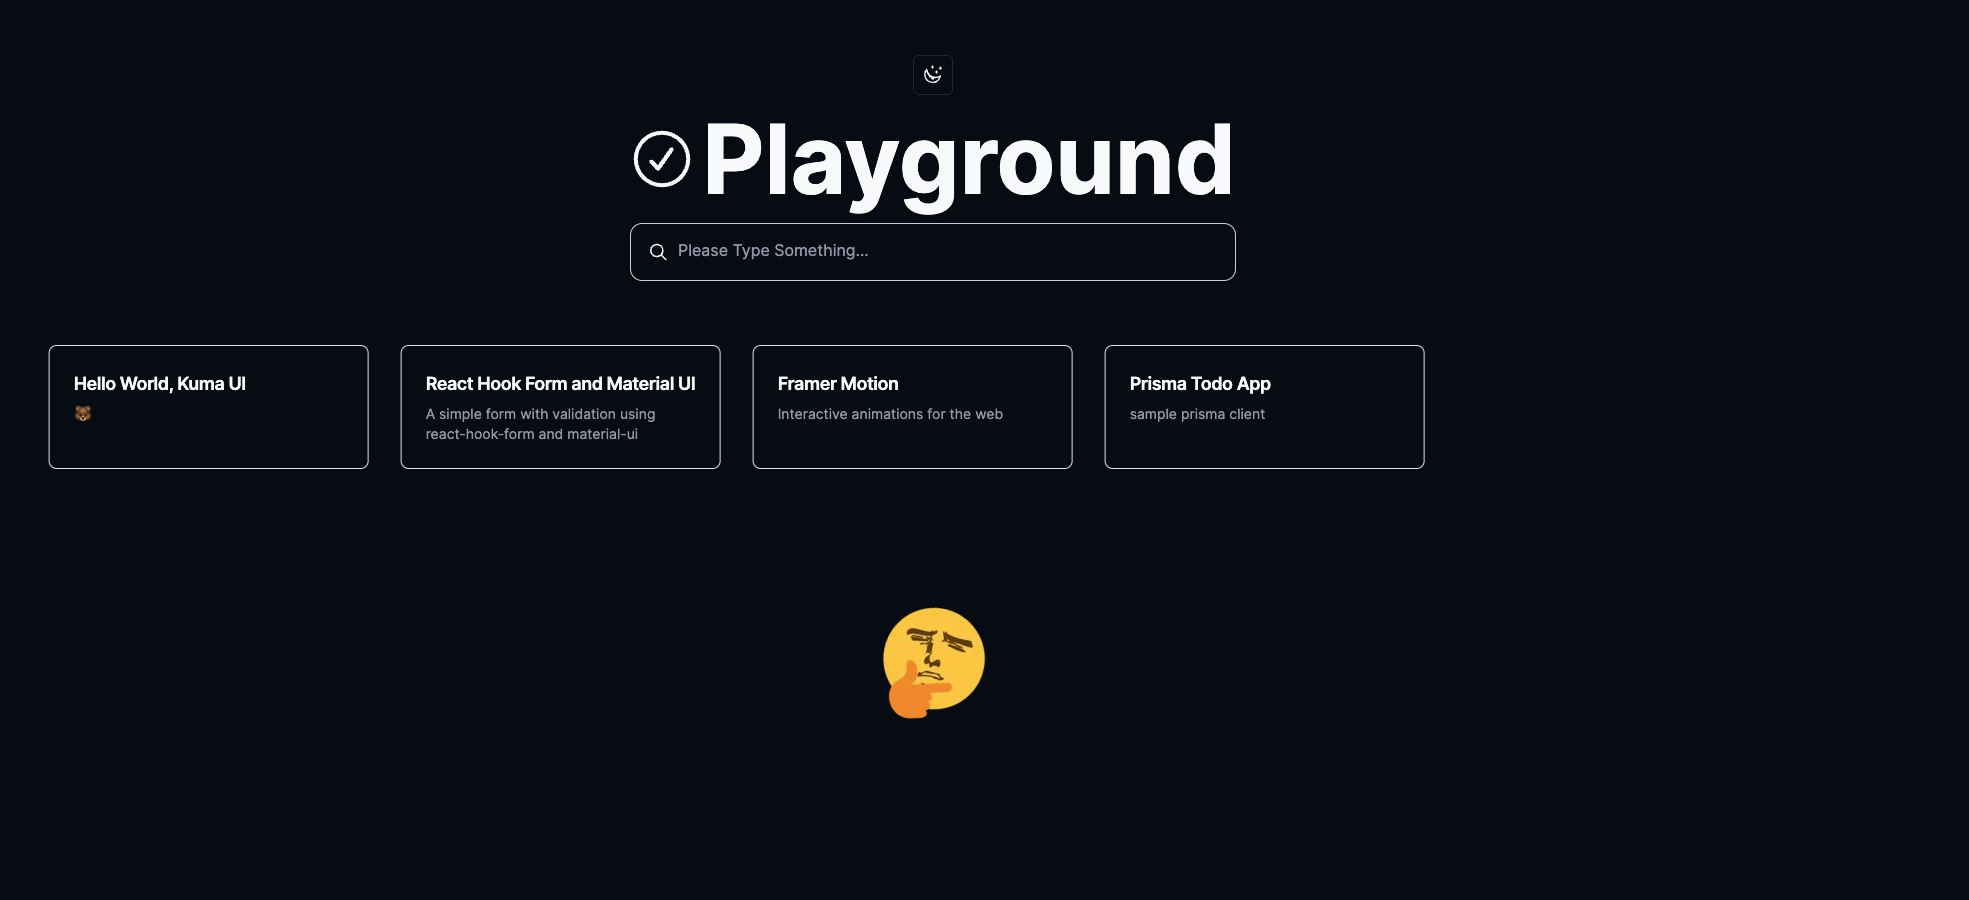 Playground
Please Type Something...
Hello World, Kuma UI
🐻
React Hook Form and Material UI
A simple form with validation using
react-hook-form and material-ui
Framer Motion
Interactive animations for the web
Prisma Todo App
sample prisma client